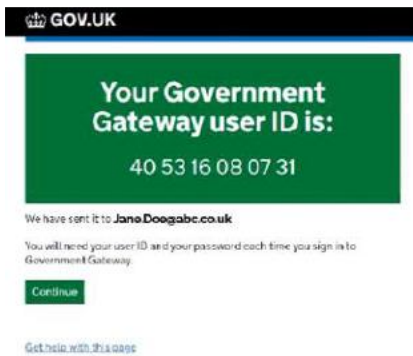 GOV.UK
Your Government
Gateway user ID is:
40 53 16 08 07 31
We have sent it to Jane.Doe@abc.co.uk
You will need your user ID and your password each time you sign in to
Government Gateway.
Continue
Get help with this page